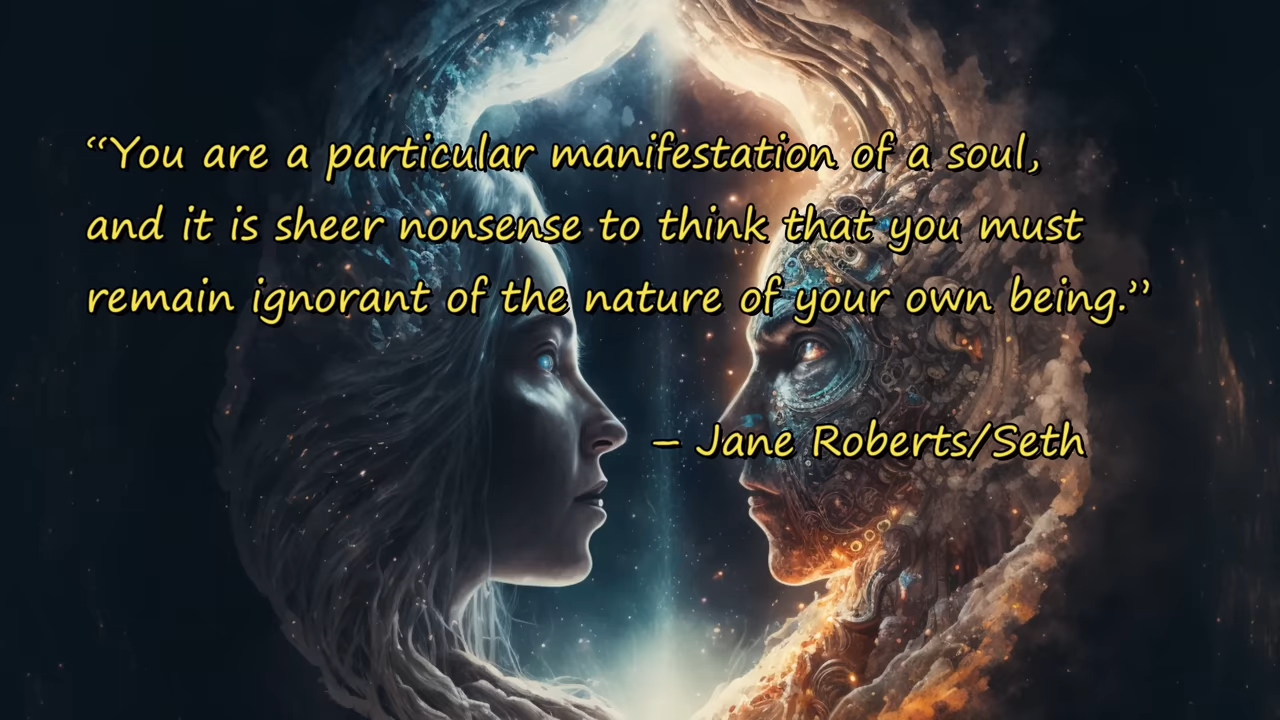 “You are a particular manifestation of a soul,
and it is sheer nonsense to think that you must
remain ignorant of the nature of your own being.”
– Jane Roberts/Seth